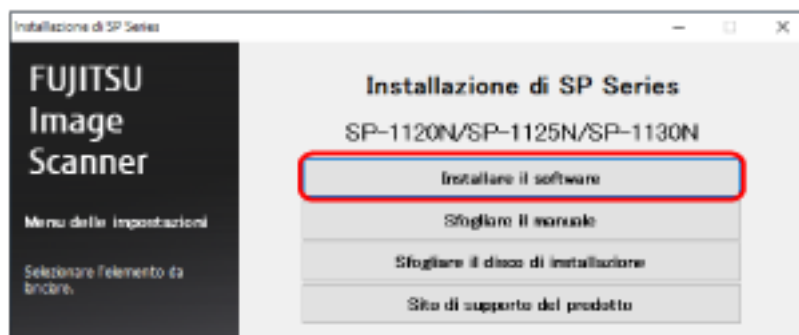 Installazione di SP Series
FUJITSU
Image
Scanner
Menu delle impostazioni
Selezionare l'elemento da
lanciare.
Installazione di SP Series
SP-1120N/SP-1125N/SP-1130N
Installare il software
Sfogliare il manuale
Sfogliare il disco di installazione
Sito di supporto del prodotto